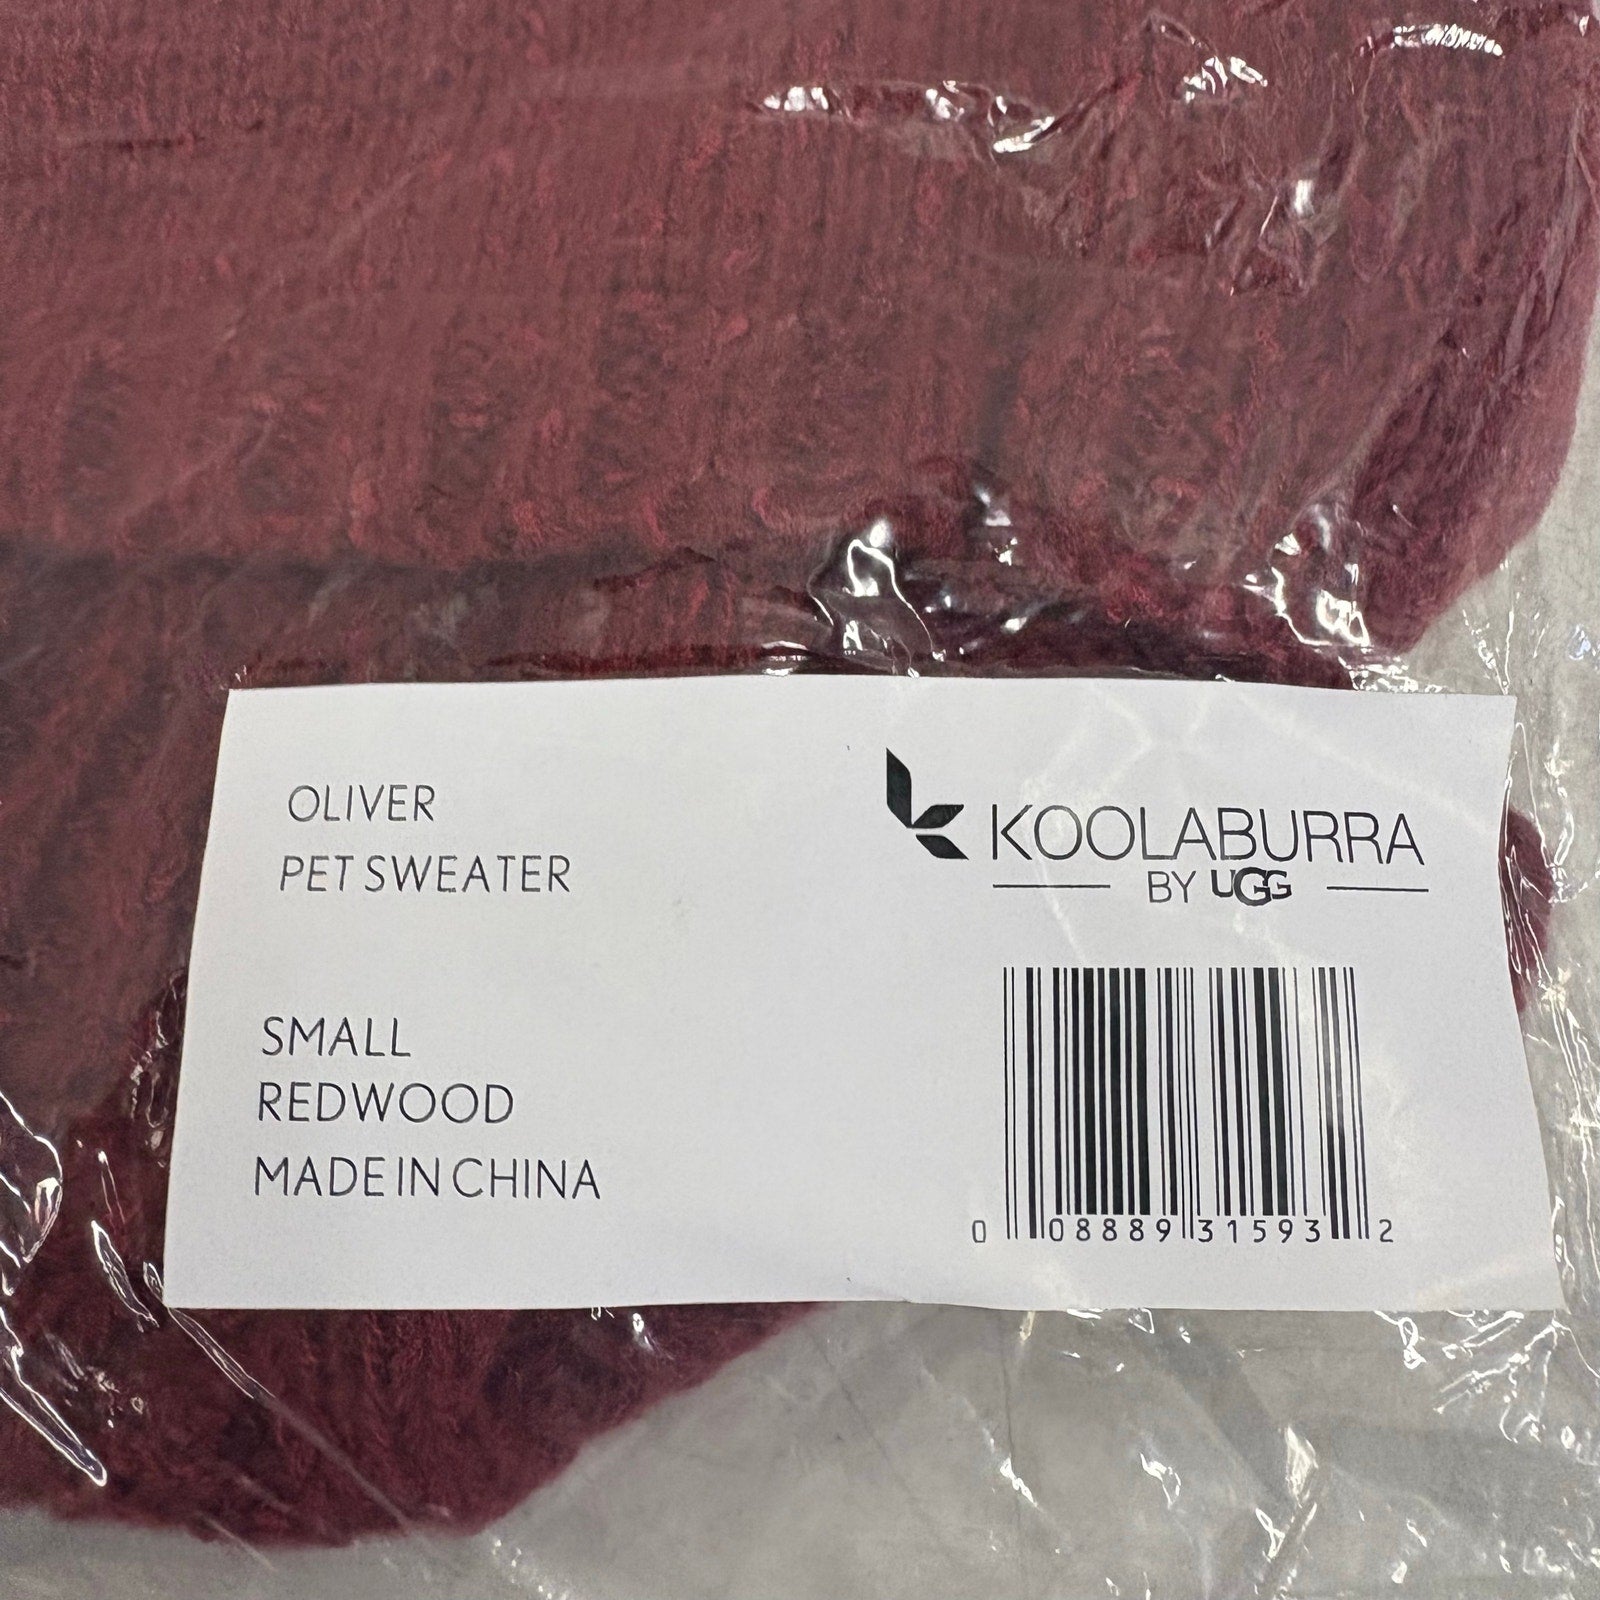 OLIVER
PET SWEATER
SMALL
REDWOOD
MADE IN CHINA
KOOLABURRA
BY UGG
0 08889 31593 2